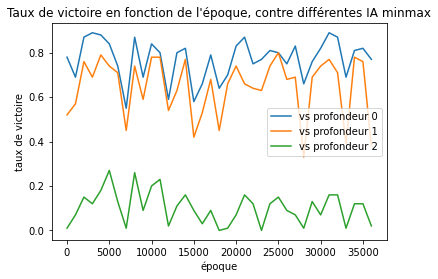 Taux de victoire en fonction de l'époque, contre différentes IA minmax
taux de victoire
0.8
0.6
0.4
0.2
0.0
vs profondeur 0
vs profondeur 1
vs profondeur 2
0 5000 10000 15000 20000 25000 30000 35000
époque